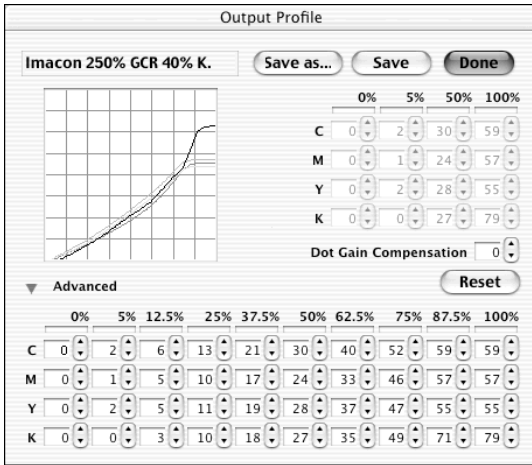 Output Profile
Imacon 250% GCR 40% K. Save as... Save Done
0% 5% 50% 100%
C 0 2 30 59
M 0 1 24 57
Y 0 2 28 55
K 0 0 27 79
Dot Gain Compensation 0
Advanced Reset
0% 5% 12.5% 25% 37.5% 50% 62.5% 75% 87.5% 100%
C 0 2 6 13 21 30 40 52 59 59
M 0 1 5 10 17 24 33 46 57 57
Y 0 2 5 11 19 28 37 47 55 55
K 0 0 3 10 18 27 35 49 71 79